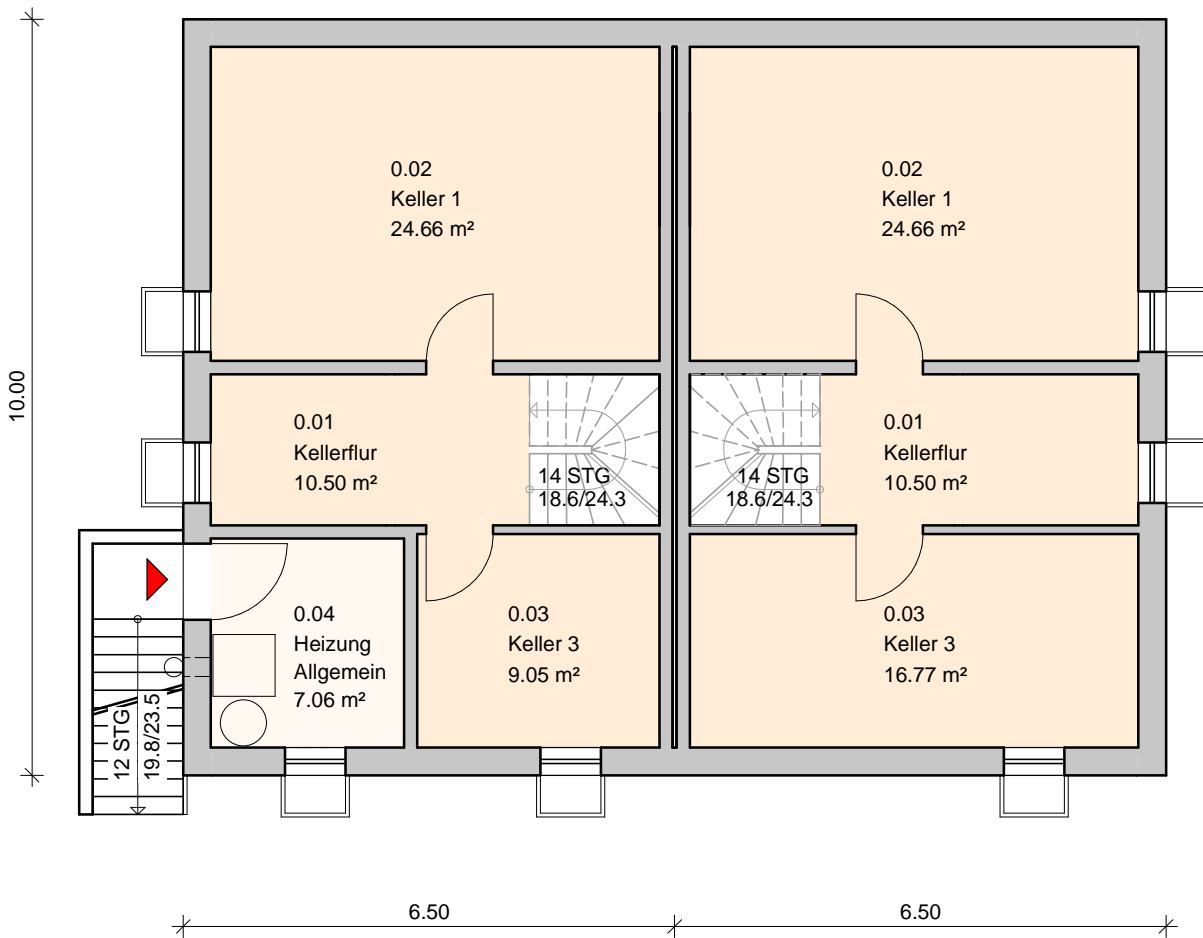 0.02
Keller 1
24.66 m²
0.02
Keller 1
24.66 m²
10.00
0.01
Kellerflur
10.50 m²
14 STG
18.6/24.3
14 STG
18.6/24.3
0.01
Kellerflur
10.50 m²
0.04
Heizung
Allgemein
7.06 m²
0.03
Keller 3
9.05 m²
0.03
Keller 3
16.77 m²
12 STG
19.8/23.5
6.50
6.50